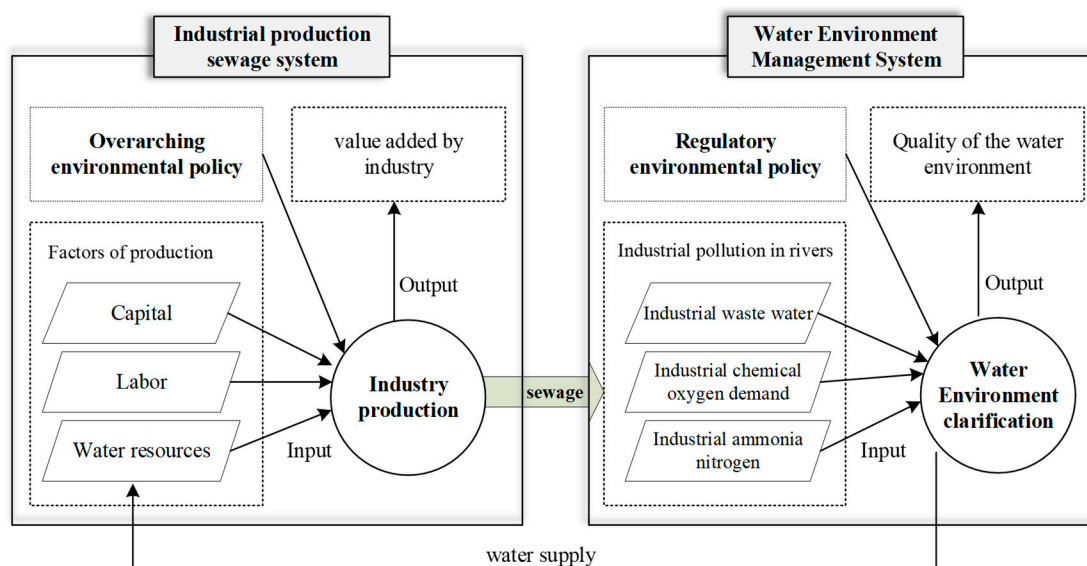 Industrial production
sewage system
Overarching
environmental policy
value added by
industry
Factors of production
Capital
Labor
Water resources
Input
Output
Industry
production
sewage
Water Environment
Management System
Regulatory
environmental policy
Quality of the water
environment
Industrial pollution in rivers
Industrial waste water
Industrial chemical
oxygen demand
Industrial ammonia
nitrogen
Input
Output
Water
Environment
clarification
water supply